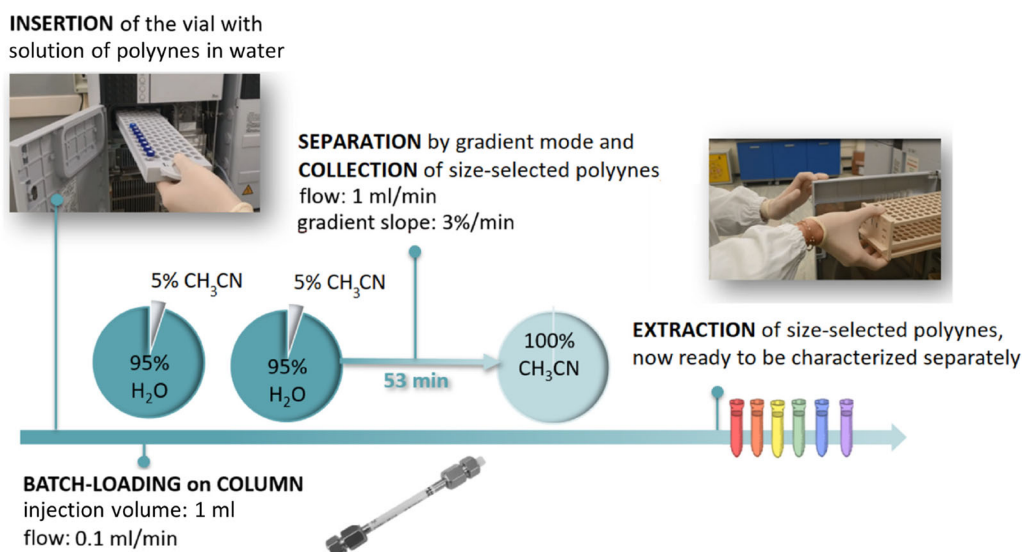 INSERTION of the vial with
solution of polyynes in water
SEPARATION by gradient mode and
COLLECTION of size-selected polyynes
flow: 1 ml/min
gradient slope: 3%/min
5% CH₃CN
95%
H₂O
5% CH₃CN
95%
H₂O
53 min
100%
CH₃CN
EXTRACTION of size-selected polyynes,
now ready to be characterized separately
BATCH-LOADING on COLUMN
injection volume: 1 ml
flow: 0.1 ml/min